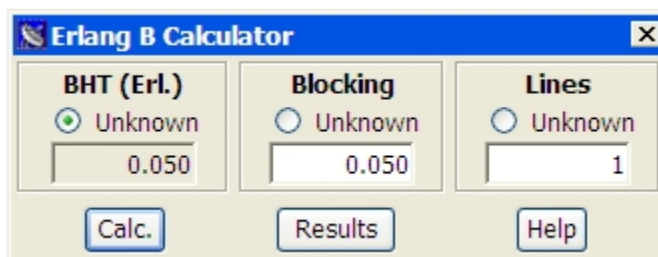 Erlang B Calculator
BHT (Erl.) Blocking Lines
Unknown Unknown Unknown
0.050 0.050 1
Calc. Results Help